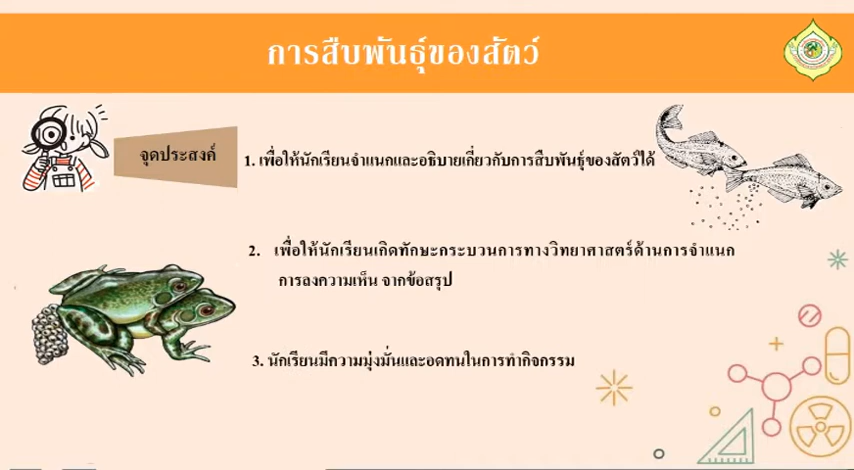 การสืบพันธุ์ของสัตว์
จุดประสงค์
1. เพื่อให้นักเรียนจำแนกและอธิบายเกี่ยวกับการสืบพันธุ์ของสัตว์ได้
2. เพื่อให้นักเรียนเกิดทักษะกระบวนการทางวิทยาศาสตร์ด้านการจำแนก
การลงความเห็น จากข้อสรุป
3. นักเรียนมีความมุ่งมั่นและอดทนในการทำกิจกรรม